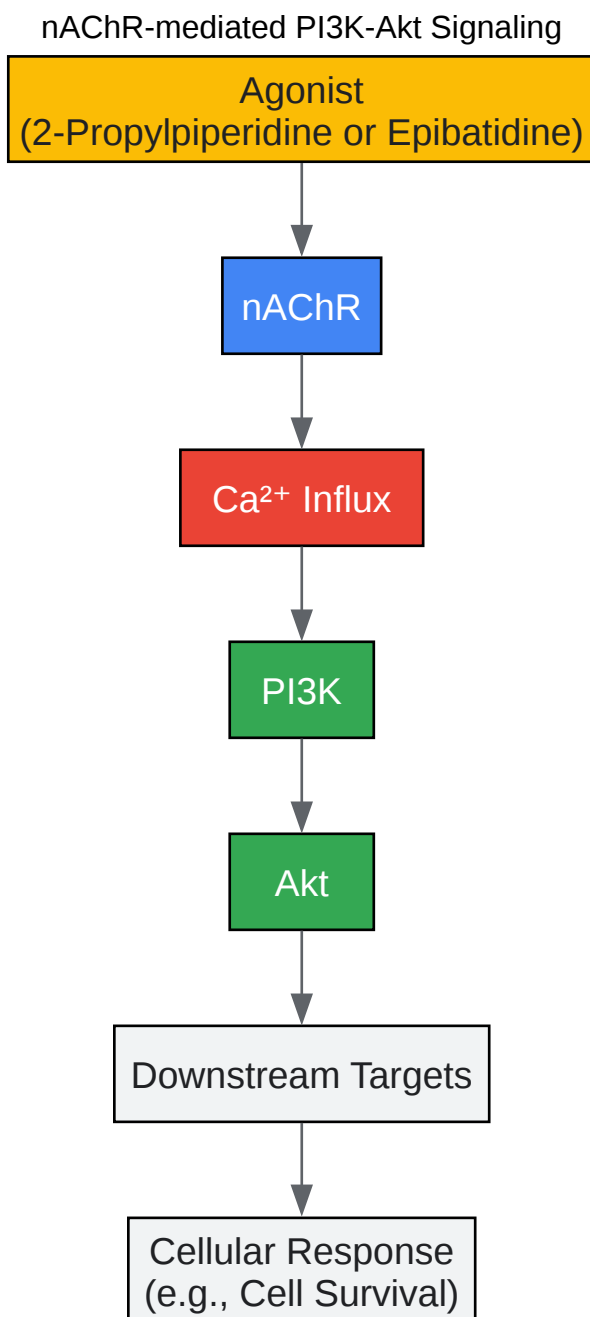 nAChR-mediated PI3K-Akt Signaling
Agonist
(2-Propylpiperidine or Epibatidine)
nAChR
Ca²⁺ Influx
PI3K
Akt
Downstream Targets
Cellular Response
(e.g., Cell Survival)